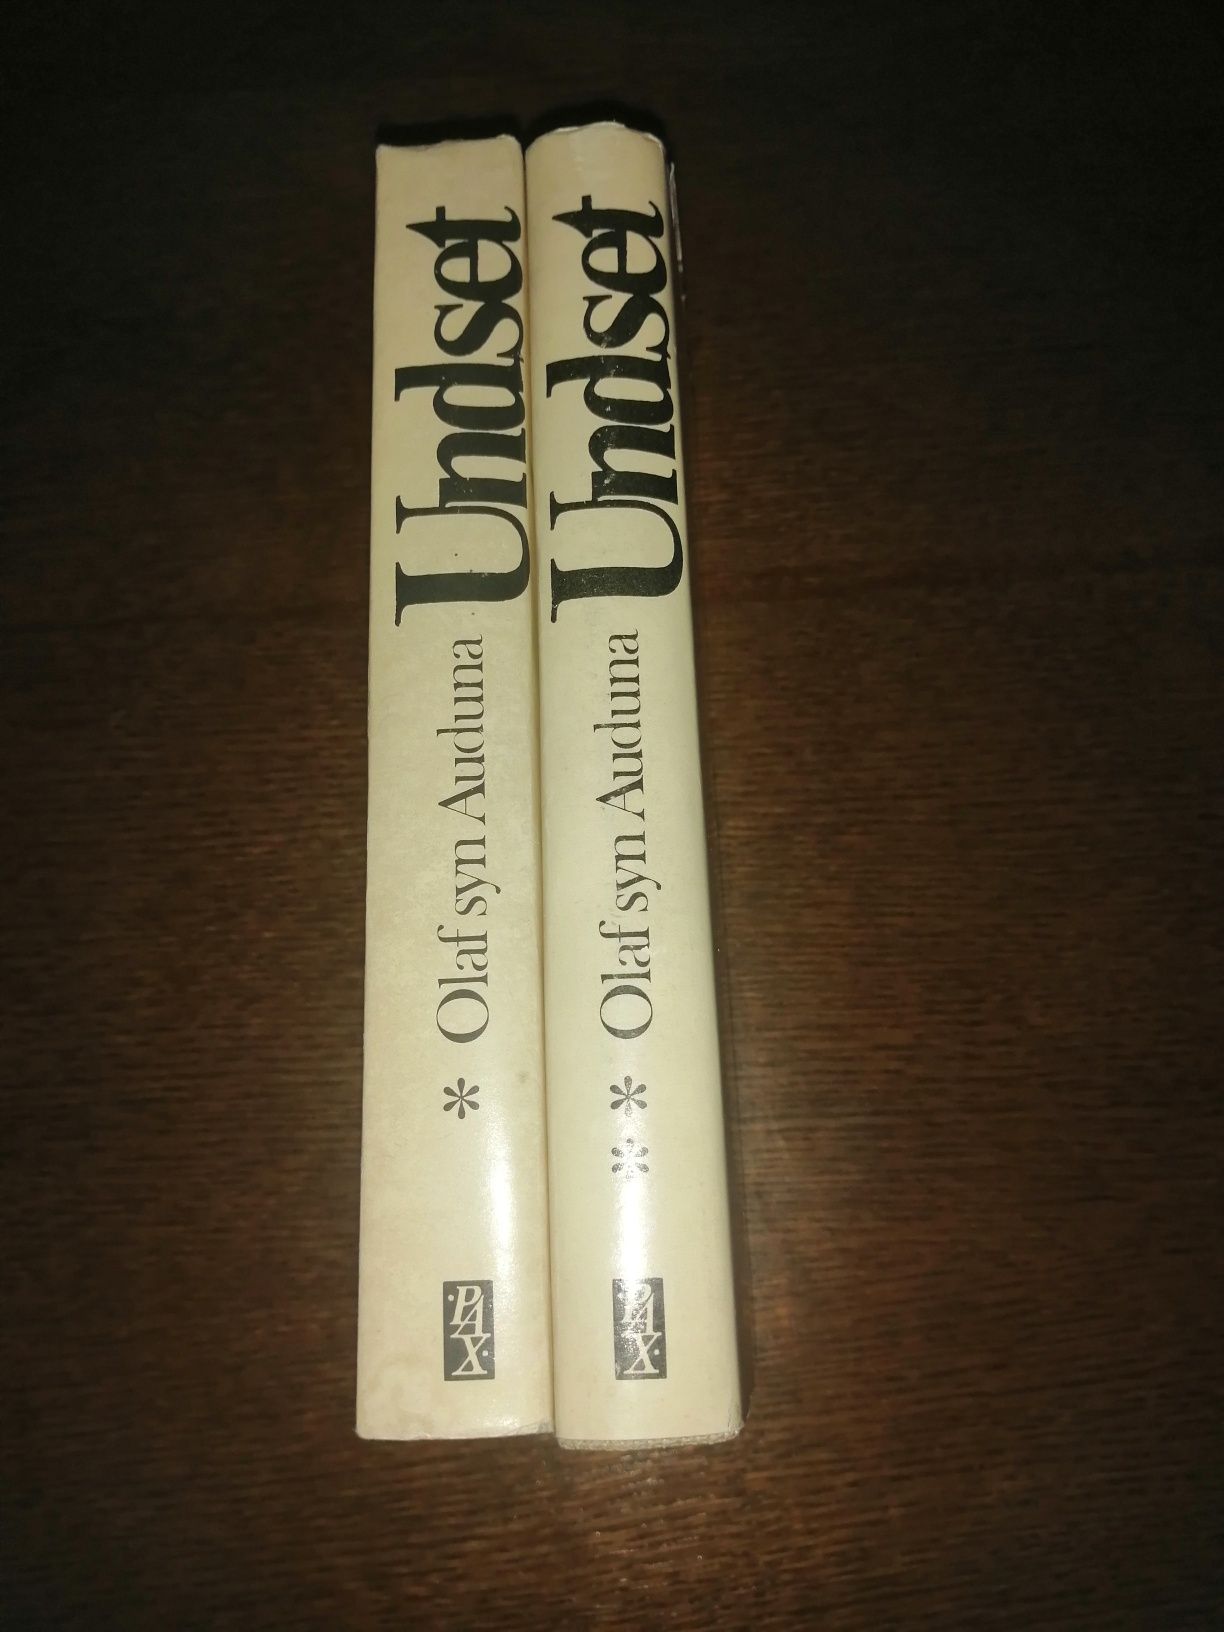 * Olaf syn Auduna Undset
PAX
** Olaf syn Auduna Undset
PAX